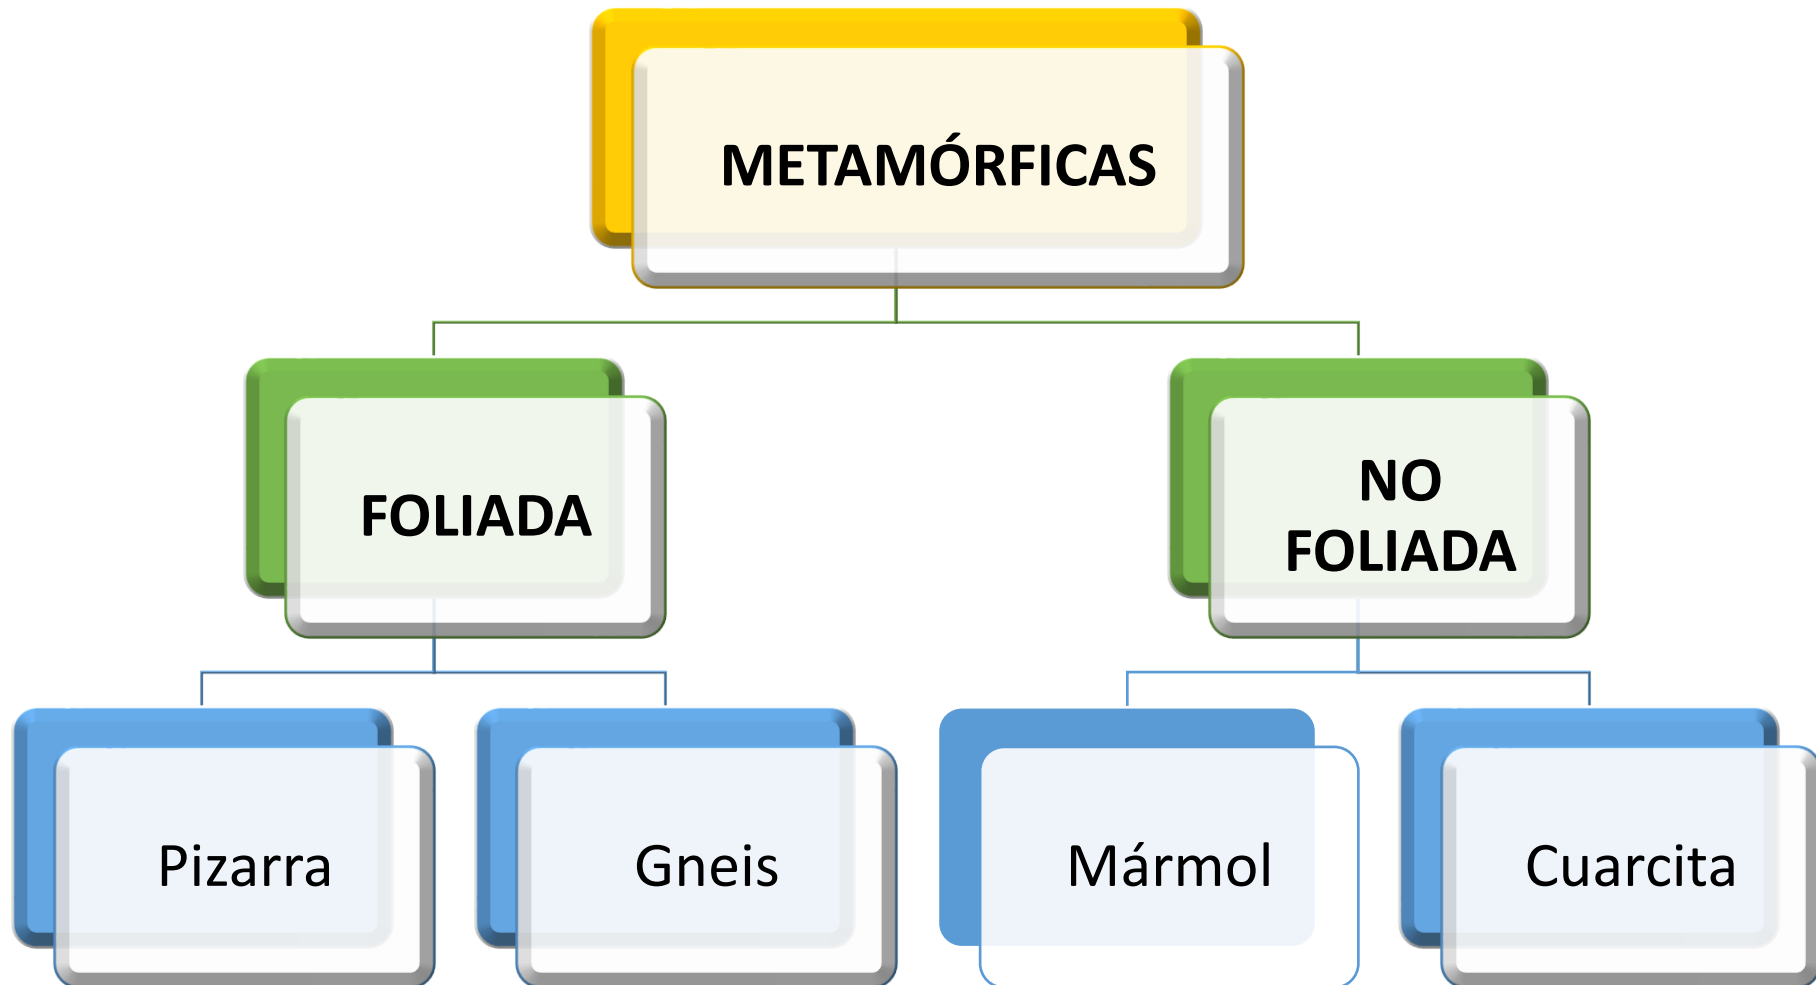 METAMÓRFICAS
FOLIADA
NO
FOLIADA
Pizarra
Gneis
Mármol
Cuarcita